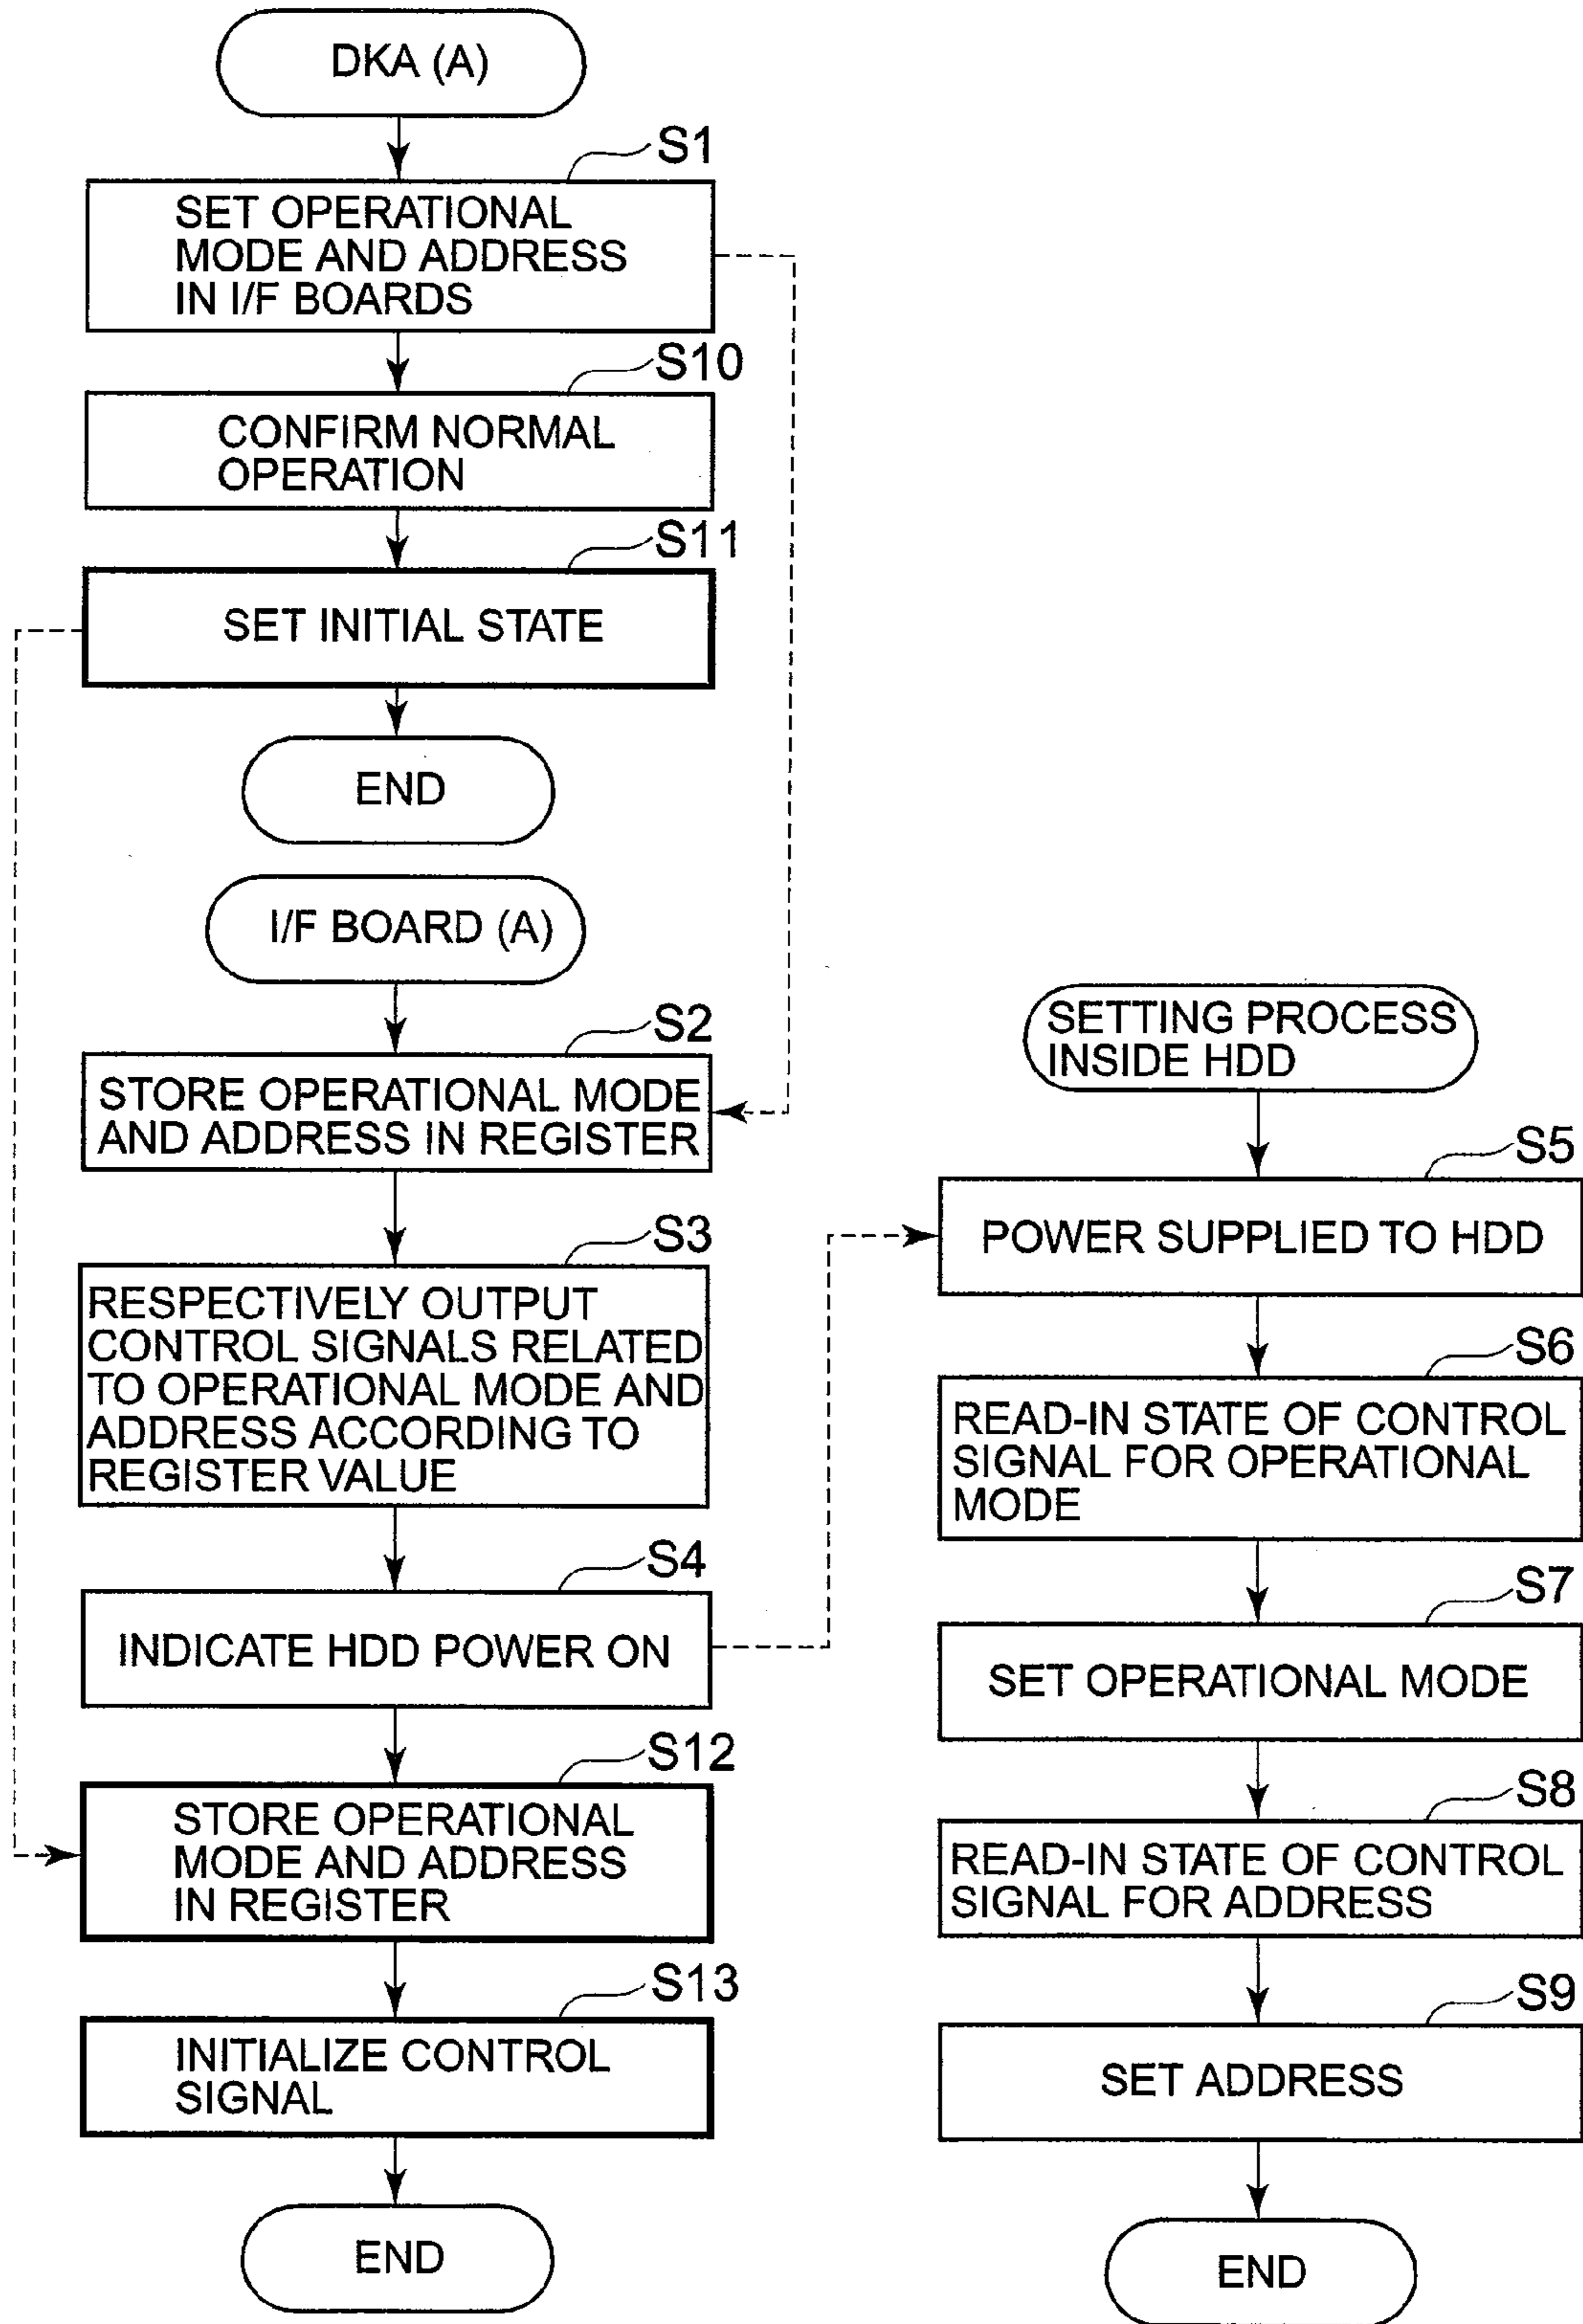 DKA (A)
S1
SET OPERATIONAL
MODE AND ADDRESS
IN I/F BOARDS
S10
CONFIRM NORMAL
OPERATION
S11
SET INITIAL STATE
END
I/F BOARD (A)
S2
STORE OPERATIONAL MODE
AND ADDRESS IN REGISTER
S3
RESPECTIVELY OUTPUT
CONTROL SIGNALS RELATED
TO OPERATIONAL MODE AND
ADDRESS ACCORDING TO
REGISTER VALUE
S4
INDICATE HDD POWER ON
S12
STORE OPERATIONAL
MODE AND ADDRESS
IN REGISTER
S13
INITIALIZE CONTROL
SIGNAL
END
SETTING PROCESS
INSIDE HDD
S5
POWER SUPPLIED TO HDD
S6
READ-IN STATE OF CONTROL
SIGNAL FOR OPERATIONAL
MODE
S7
SET OPERATIONAL MODE
S8
READ-IN STATE OF CONTROL
SIGNAL FOR ADDRESS
S9
SET ADDRESS
END